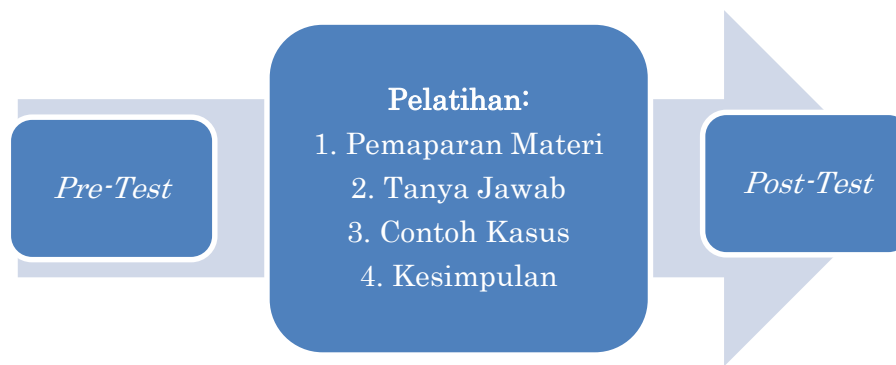 Pre-Test
Pelatihan:
1. Pemaparan Materi
2. Tanya Jawab
3. Contoh Kasus
4. Kesimpulan
Post-Test